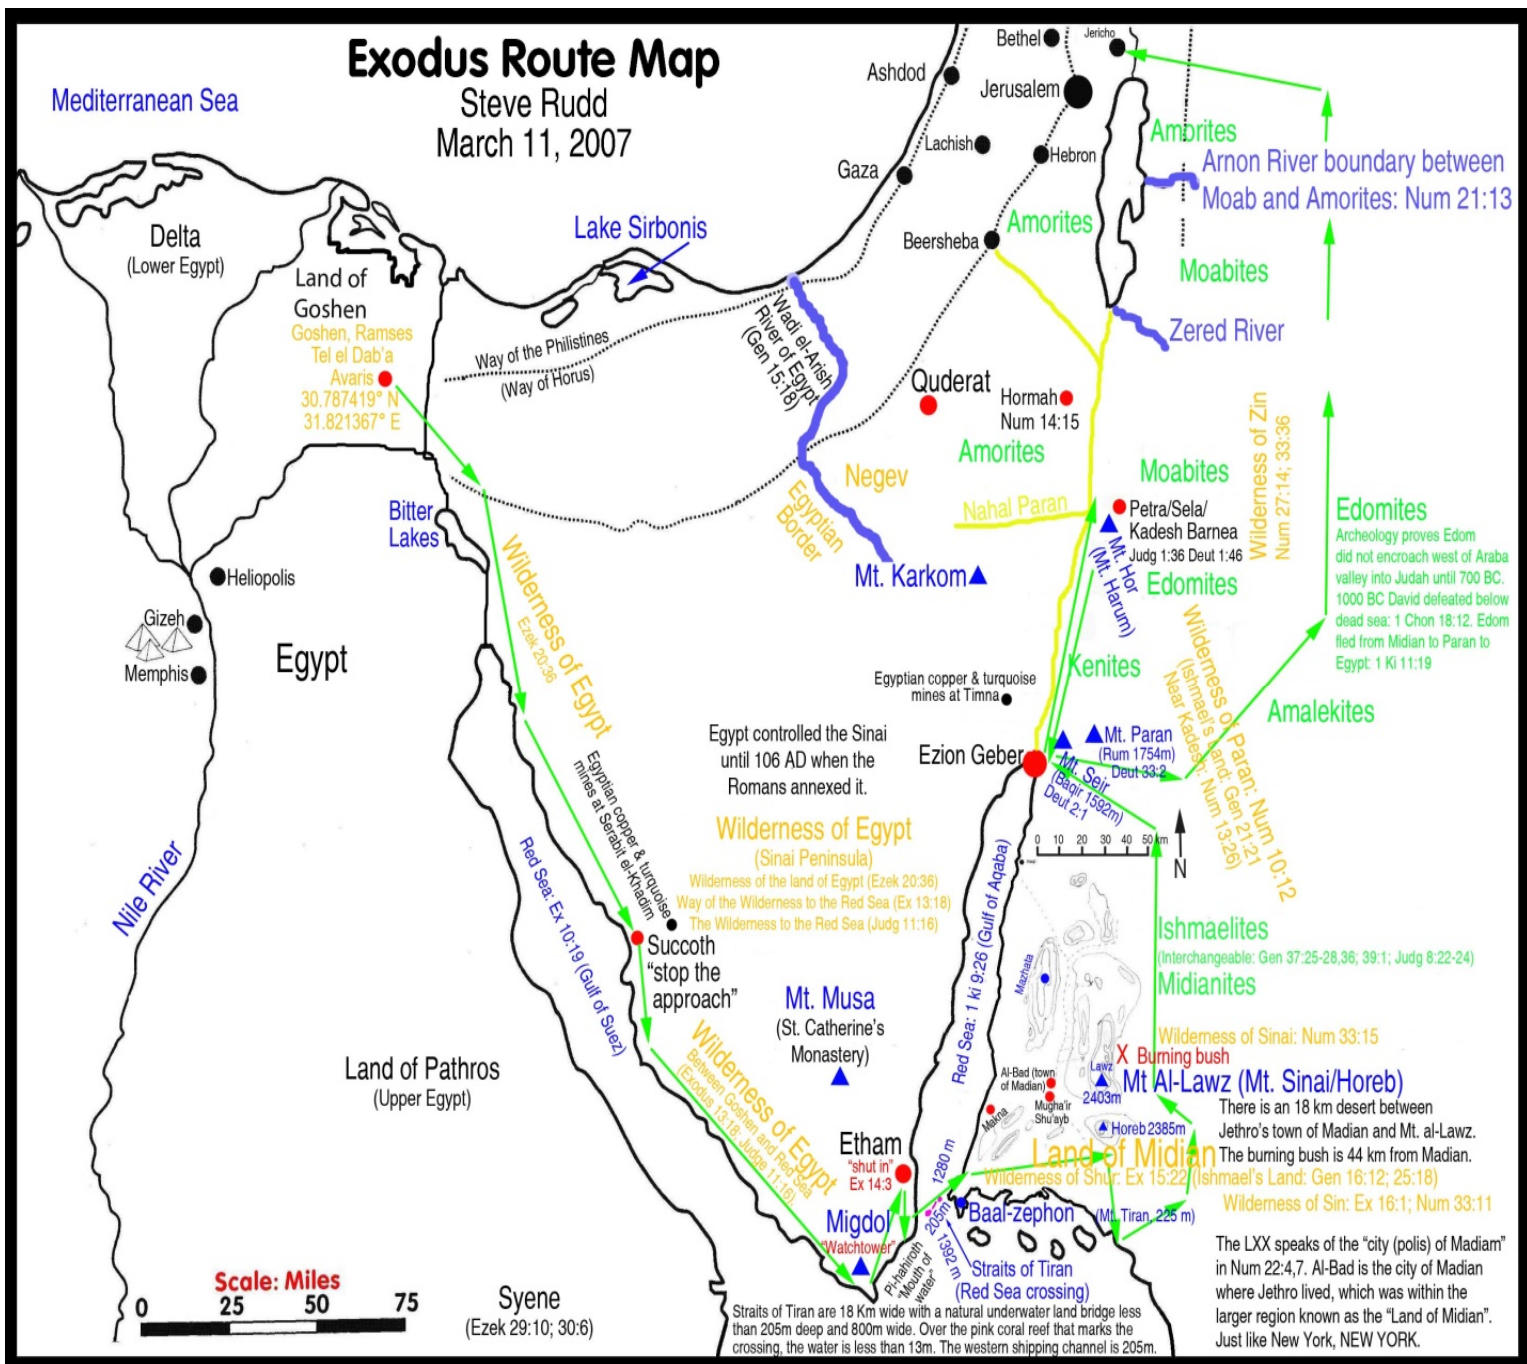 Exodus Route Map
Steve Rudd
March 11, 2007
Mediterranean Sea
Bethel
Jericho
Ashdod
Jerusalem
Lachish
Hebron
Gaza
Beersheba
Amorites
Arnon River boundary between
Moab and Amorites: Num 21:13
Amorites
Moabites
Zered River
Delta
(Lower Egypt)
Land of
Goshen
Goshen, Ramses
Tel el Dab'a
Avaris
30.787419° N
31.821367° E
Lake Sirbonis
Way of the Philistines
(Way of Horus)
Wadi el-Arish
River of Egypt
(Gen 15:18)
Quderat
Hormah
Num 14:15
Amorites
Negev
Egyptian
Border
Nahal Paran
Moabites
Petra/Sela/
Kadesh Barnea
Judg 1:36 Deut 1:46
Mt. Hor
(Mt. Harum)
Edomites
Wilderness of Zin
Num 27:14; 33:36
Edomites
Archeology proves Edom
did not encroach west of Araba
valley into Judah until 700 BC.
1000 BC David defeated below
dead sea: 1 Chon 18:12. Edom
fled from Midian to Paran to
Egypt: 1 Ki 11:19
Bitter
Lakes
Heliopolis
Gizeh
Memphis
Egypt
Wilderness of Egypt
Ezek 20:36
Mt. Karkom
Kenites
Egyptian copper & turquoise
mines at Timna
Wilderness of Paran: Num 10:12
(Ishmael's Land: Gen 21:21
Near Kadesh: Num 13:26)
Amalekites
Egypt controlled the Sinai
until 106 AD when the
Romans annexed it.
Ezion Geber
Mt. Paran
(Rum 1754m)
Deut 33:2
Mt. Seir
(Baqir 1592m)
Deut 2:1
0 10 20 30 40 50 km
N
Egyptian copper & turquoise
mines at Serabit el-Khadim
Wilderness of Egypt
(Sinai Peninsula)
Wilderness of the land of Egypt (Ezek 20:36)
Way of the Wilderness to the Red Sea (Ex 13:18)
The Wilderness to the Red Sea (Judg 11:16)
Nile River
Red Sea: Ex 10:19 (Gulf of Suez)
Succoth
"stop the
approach"
Red Sea: 1 ki 9:26 (Gulf of Aqaba)
Mazhata
Ishmaelites
(Interchangeable: Gen 37:25-28,36; 39:1; Judg 8:22-24)
Midianites
Mt. Musa
(St. Catherine's
Monastery)
Wilderness of Sinai: Num 33:15
X Burning bush
Lawz
2403m
Mt Al-Lawz (Mt. Sinai/Horeb)
Al-Bad (town
of Madian)
Mugha'ir
Shu'ayb
Makna
Horeb 2385m
There is an 18 km desert between
Jethro's town of Madian and Mt. al-Lawz.
The burning bush is 44 km from Madian.
Land of Pathros
(Upper Egypt)
Wilderness of Egypt
Between Goshen and Red Sea
(Exodus 13:18; Judge 11:16)
Etham
"shut in"
Ex 14:3
1280 m
Land of Midian
Wilderness of Shur: Ex 15:22 (Ishmael's Land: Gen 16:12; 25:18)
Wilderness of Sin: Ex 16:1; Num 33:11
Migdol
"Watchtower"
205m
1392 m
Baal-zephon
(Mt. Tiran, 225 m)
Pi-hahiroth
"Mouth of
water"
Straits of Tiran
(Red Sea crossing)
The LXX speaks of the "city (polis) of Madiam"
in Num 22:4,7. Al-Bad is the city of Madian
where Jethro lived, which was within the
larger region known as the "Land of Midian".
Just like New York, NEW YORK.
Scale: Miles
0 25 50 75
Syene
(Ezek 29:10; 30:6)
Straits of Tiran are 18 Km wide with a natural underwater land bridge less
than 205m deep and 800m wide. Over the pink coral reef that marks the
crossing, the water is less than 13m. The western shipping channel is 205m.